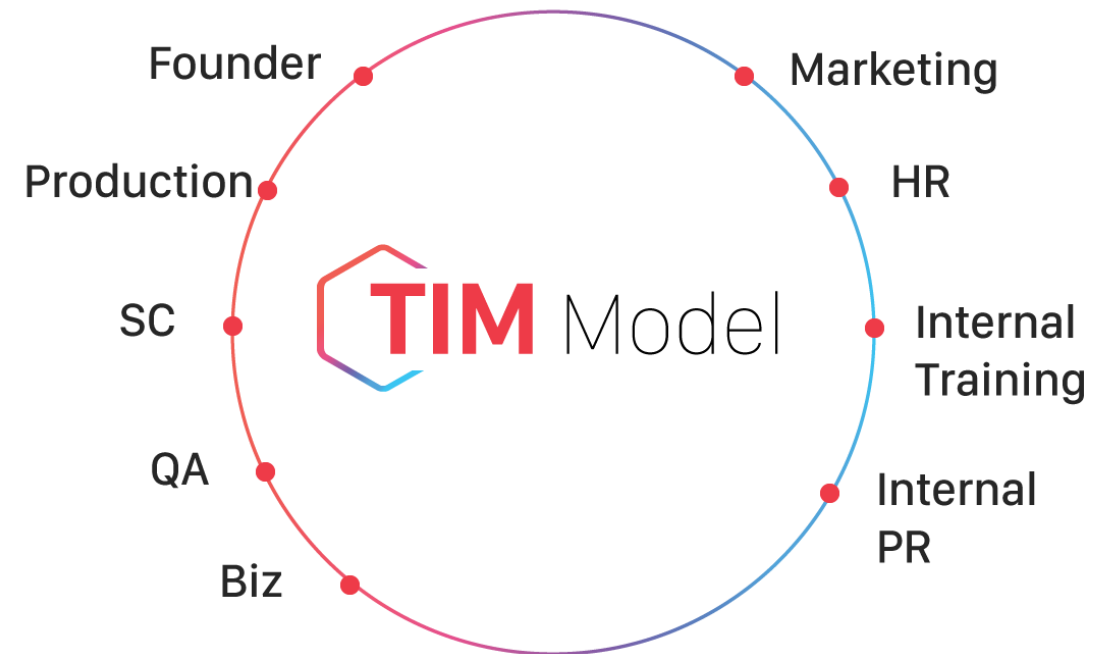 Founder
Marketing
Production
HR
TIM Model
SC
Internal
Training
QA
Internal
PR
Biz